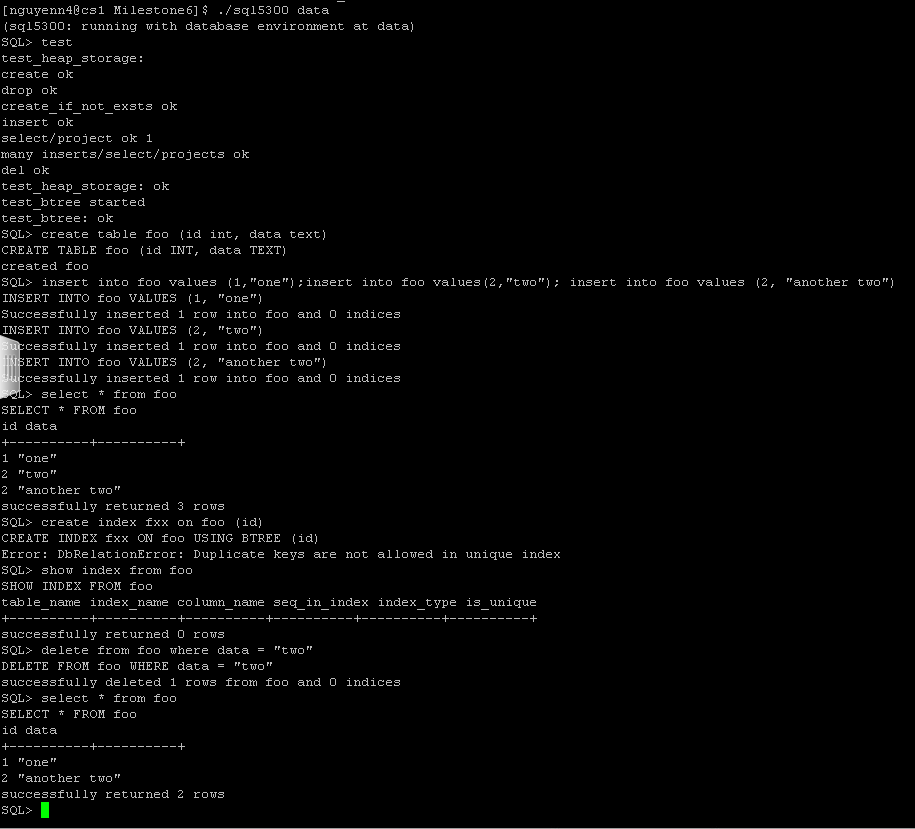 [nguyenn4@cs1 Milestone6]$ ./sql5300 data
(sql5300: running with database environment at data)
SQL> test
test_heap_storage:
create ok
drop ok
create_if_not_exsts ok
insert ok
select/project ok 1
many inserts/select/projects ok
del ok
test_heap_storage: ok
test_btree started
test_btree: ok
SQL> create table foo (id int, data text)
CREATE TABLE foo (id INT, data TEXT)
created foo
SQL> insert into foo values (1,"one");insert into foo values(2,"two"); insert into foo values (2, "another two")
INSERT INTO foo VALUES (1, "one")
Successfully inserted 1 row into foo and 0 indices
INSERT INTO foo VALUES (2, "two")
Successfully inserted 1 row into foo and 0 indices
INSERT INTO foo VALUES (2, "another two")
Successfully inserted 1 row into foo and 0 indices
SQL> select * from foo
SELECT * FROM foo
id data
+----------+----------+
1 "one"
2 "two"
2 "another two"
successfully returned 3 rows
SQL> create index fxx on foo (id)
CREATE INDEX fxx ON foo USING BTREE (id)
Error: DbRelationError: Duplicate keys are not allowed in unique index
SQL> show index from foo
SHOW INDEX FROM foo
table_name index_name column_name seq_in_index index_type is_unique
+----------+----------+----------+----------+----------+----------+
successfully returned 0 rows
SQL> delete from foo where data = "two"
DELETE FROM foo WHERE data = "two"
successfully deleted 1 rows from foo and 0 indices
SQL> select * from foo
SELECT * FROM foo
id data
+----------+----------+
1 "one"
2 "another two"
successfully returned 2 rows
SQL>